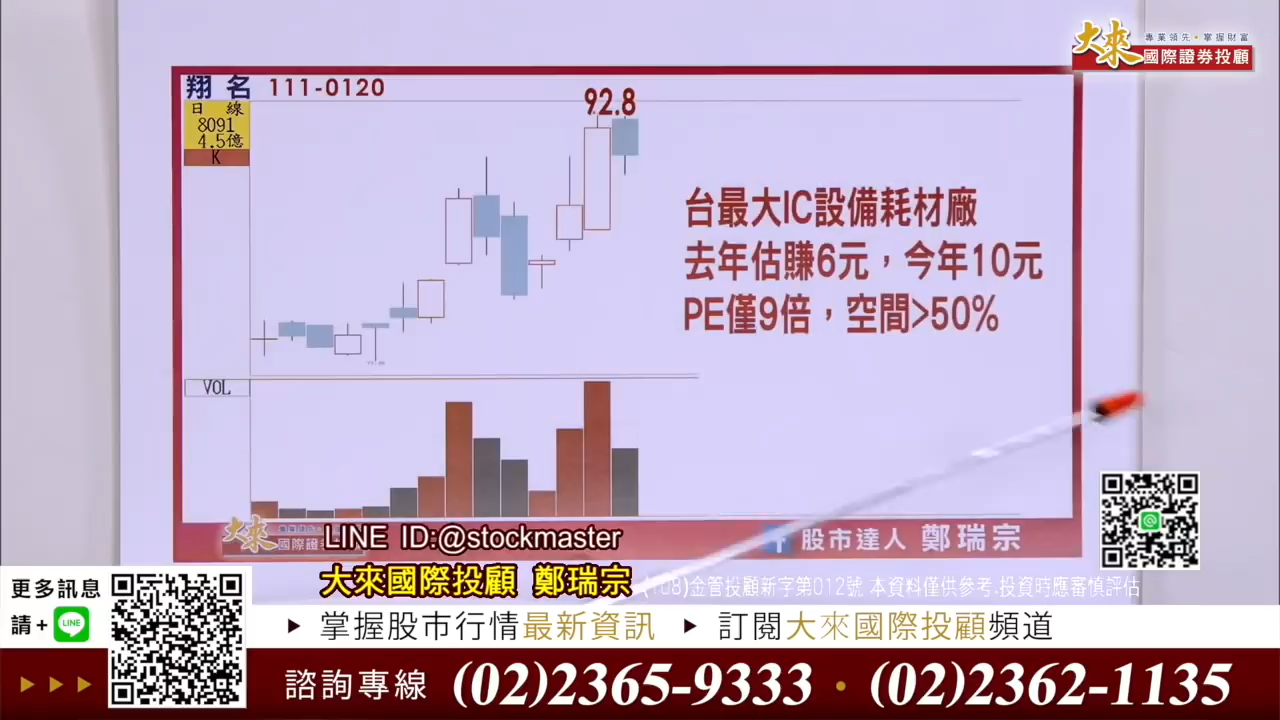 大來
專業領先・掌握財富
國際證券投顧
翔名 111-0120
日 線
8091
4.5億
K
92.8
台最大IC設備耗材廠
去年估賺6元，今年10元
PE僅9倍，空間>50%
VOL
大來
國際證
股市達人 鄭瑞宗
LINE ID:@stockmaster
大來國際投顧 鄭瑞宗
(108)金管投顧新字第012號 本資料僅供參考.投資時應審慎評估
更多訊息
請+
LINE
掌握股市行情最新資訊
訂閱大來國際投顧頻道
諮詢專線 (02)2365-9333・(02)2362-1135